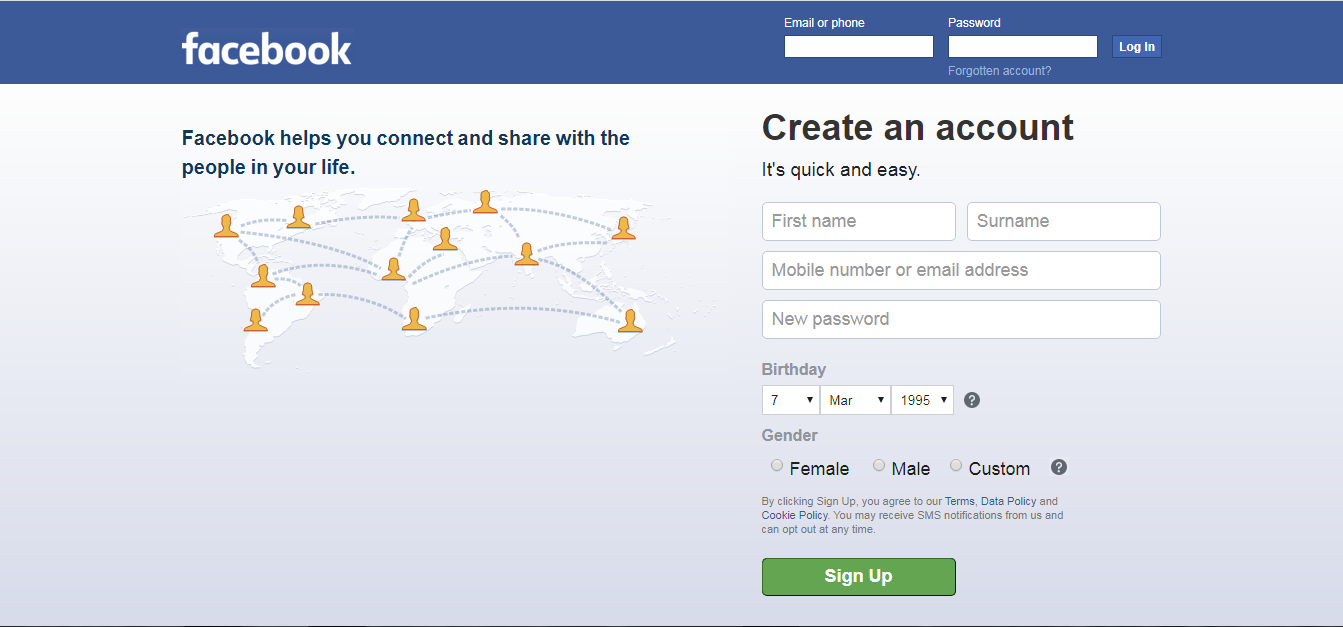 facebook
Email or phone
Password
Log In
Forgotten account?
Facebook helps you connect and share with the
people in your life.
Create an account
It's quick and easy.
First name
Surname
Mobile number or email address
New password
Birthday
7 Mar 1995 ?
Gender
Female Male Custom ?
By clicking Sign Up, you agree to our Terms, Data Policy and
Cookie Policy. You may receive SMS notifications from us and
can opt out at any time.
Sign Up